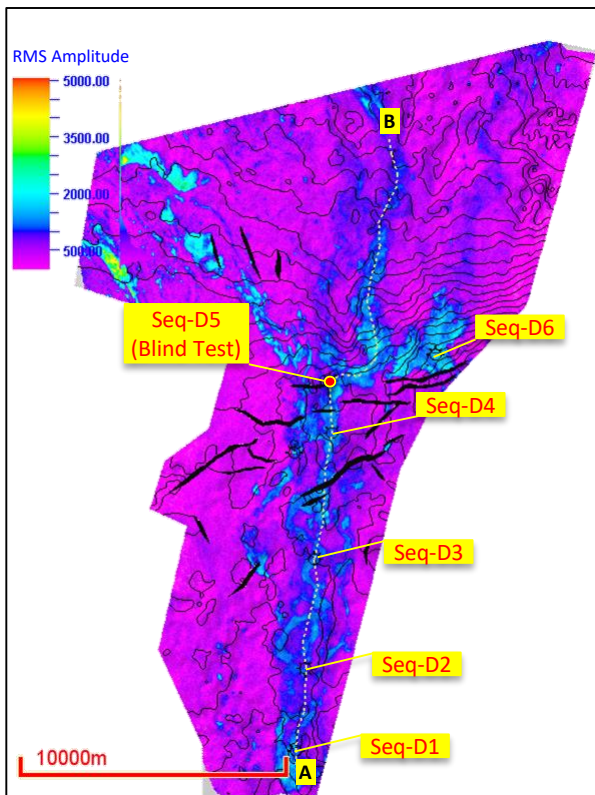 RMS Amplitude
5000.00
3500.00
2000.00
500.00
B
Seq-D5
(Blind Test)
Seq-D6
Seq-D4
Seq-D3
Seq-D2
Seq-D1
10000m
A